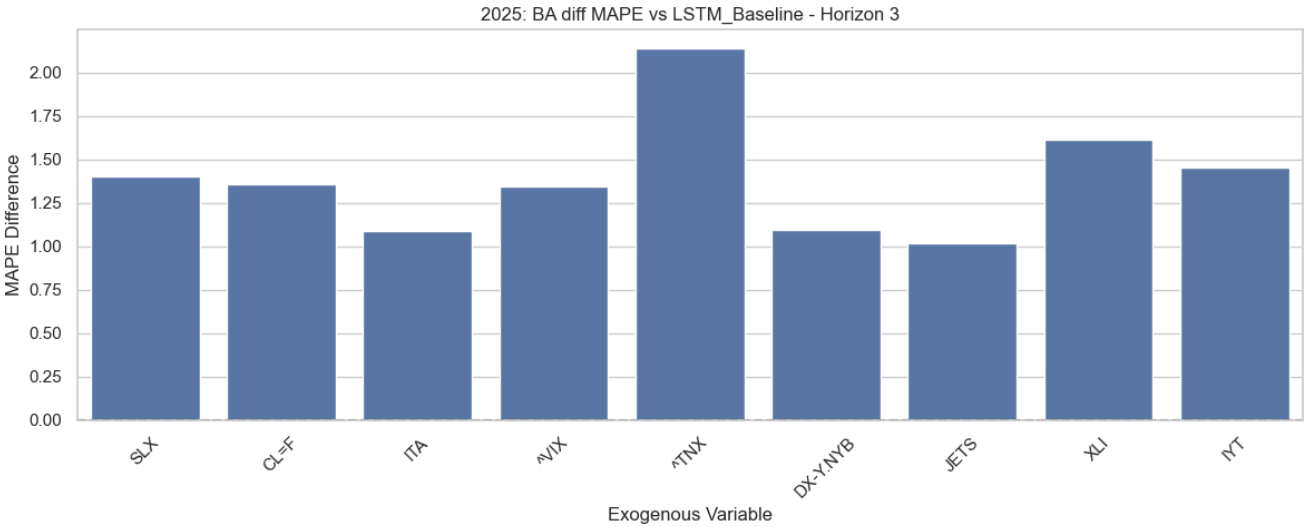 2025: BA diff MAPE vs LSTM_Baseline - Horizon 3
MAPE Difference
2.00
1.75
1.50
1.25
1.00
0.75
0.50
0.25
0.00
SLX
CL=F
ITA
^VIX
^TNX
DX-Y.NYB
JETS
XLI
IYT
Exogenous Variable